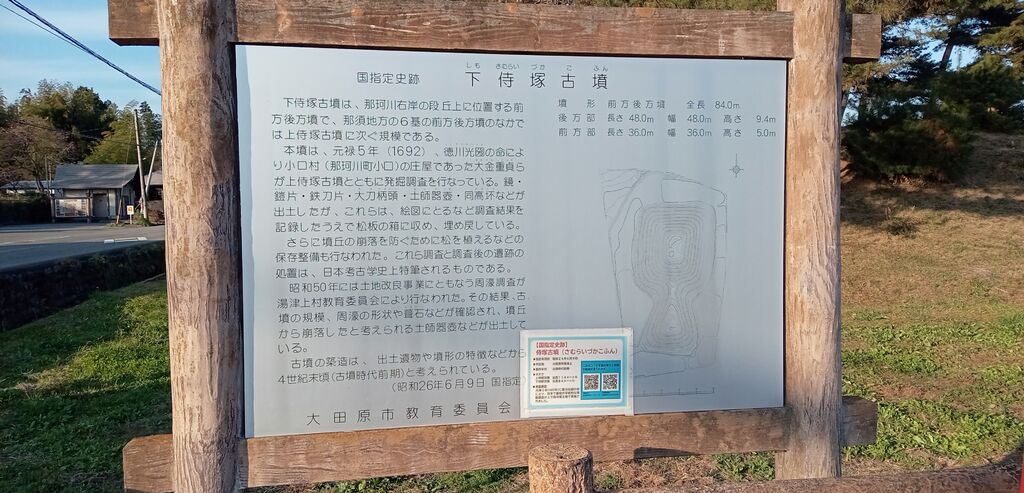 国指定史跡 下侍塚古墳
しも さむらい づか こ ふん
下侍塚古墳は、那珂川右岸の段丘上に位置する前
方後方墳で、那須地方の6基の前方後方墳のなかで
は上侍塚古墳に次ぐ規模である。
本墳は、元禄5年(1692)、徳川光圀の命によ
り小口村(那珂川町小口)の庄屋であった大金重貞ら
が上侍塚古墳とともに発掘調査を行なっている。鏡・
鎧片・鉄刀片・大刀柄頭・土師器壺・同高坏などが
出土したが、これらは、絵図にとるなど調査結果を
記録したうえで松板の箱に収め、埋め戻している。
さらに墳丘の崩落を防ぐために松を植えるなどの
保存整備も行なわれた。これら調査と調査後の遺跡の
処置は、日本考古学史上特筆されるものである。
昭和50年には土地改良事業にともなう周濠調査が
湯津上村教育委員会により行なわれた。その結果、古
墳の規模、周濠の形状や葺石などが確認され、墳丘
から崩落したと考えられる土師器壺などが出土して
いる。
古墳の築造は、出土遺物や墳形の特徴などから
4世紀末頃(古墳時代前期)と考えられている。
(昭和26年6月9日 国指定)
大田原市教育委員会
墳形 前方後方墳 全長 84.0m
後方部 長さ 48.0m 幅 48.0m 高さ 9.4m
前方部 長さ 36.0m 幅 36.0m 高さ 5.0m
【国指定史跡】
侍塚古墳(さむらいづかこふん)